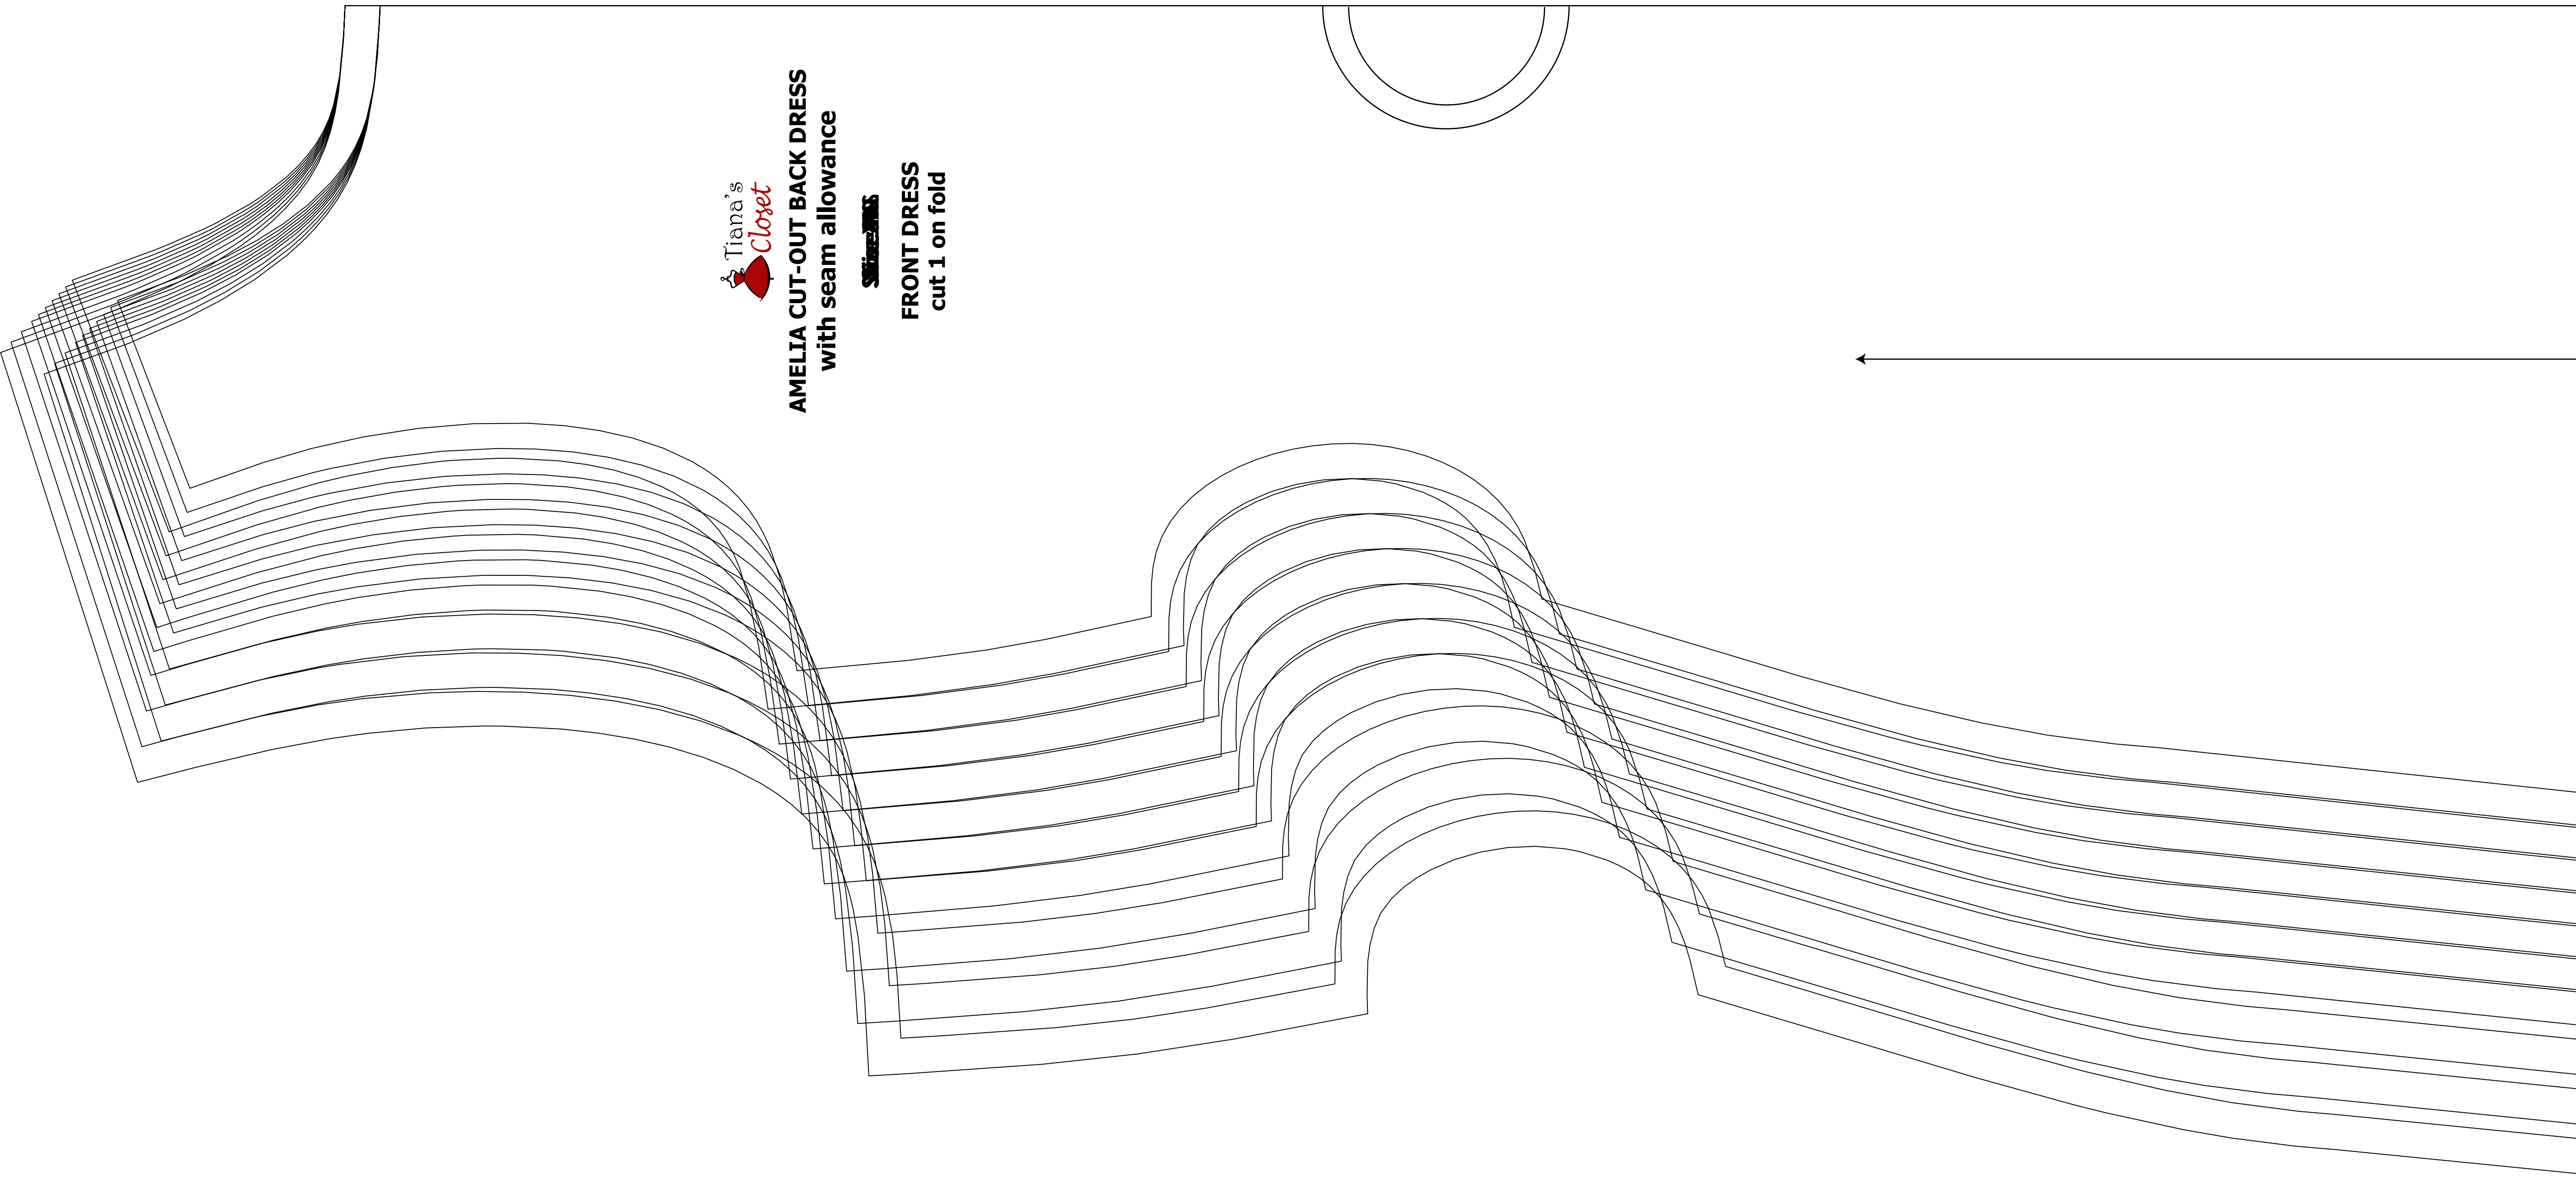 Tiana's
Closet
AMELIA CUT-OUT BACK DRESS
with seam allowance
FRONT DRESS
cut 1 on fold